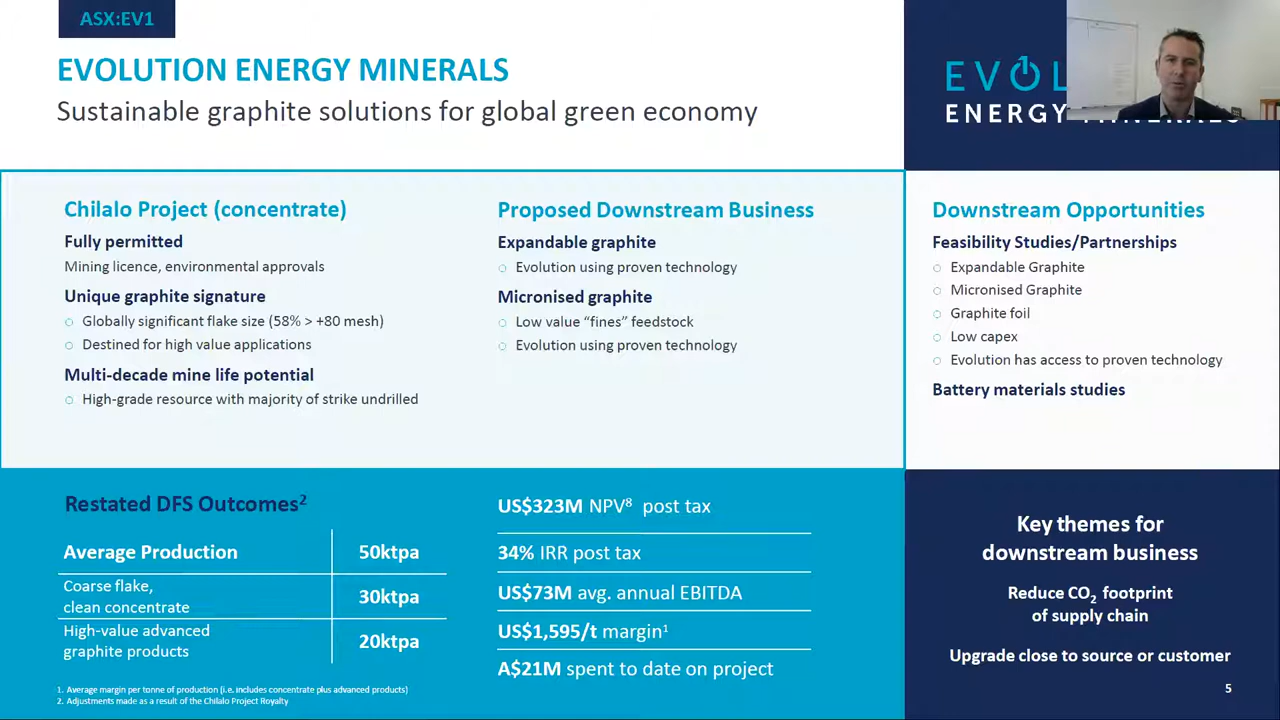 ASX:EV1
EVOLUTION ENERGY MINERALS
Sustainable graphite solutions for global green economy
ENERGY
Chilalo Project (concentrate)
Fully permitted
Mining licence, environmental approvals
Unique graphite signature
Globally significant flake size (58% > +80 mesh)
Destined for high value applications
Multi-decade mine life potential
High-grade resource with majority of strike undrilled
Proposed Downstream Business
Expandable graphite
Evolution using proven technology
Micronised graphite
Low value “fines” feedstock
Evolution using proven technology
Downstream Opportunities
Feasibility Studies/Partnerships
Expandable Graphite
Micronised Graphite
Graphite foil
Low capex
Evolution has access to proven technology
Battery materials studies
Restated DFS Outcomes²
Average Production 50ktpa
Coarse flake,
clean concentrate 30ktpa
High-value advanced
graphite products 20ktpa
US$323M NPV⁸ post tax
34% IRR post tax
US$73M avg. annual EBITDA
US$1,595/t margin¹
A$21M spent to date on project
Key themes for
downstream business
Reduce CO₂ footprint
of supply chain
Upgrade close to source or customer
1. Average margin per tonne of production (i.e. includes concentrate plus advanced products)
2. Adjustments made as a result of the Chilalo Project Royalty
5